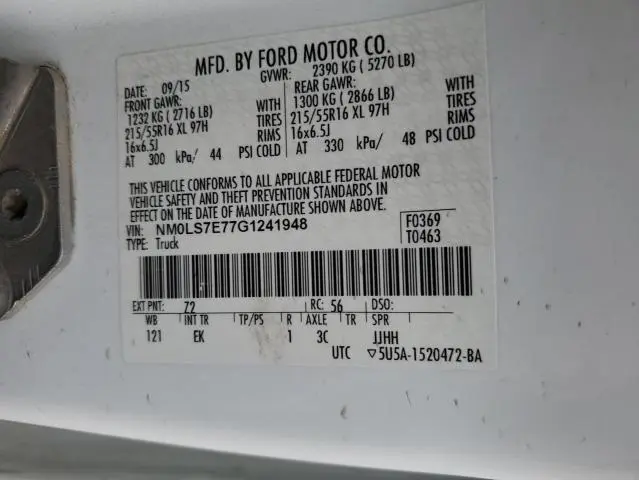 MFD. BY FORD MOTOR CO.
DATE: 09/15 GVWR: 2390 KG ( 5270 LB)
FRONT GAWR: REAR GAWR:
1232 KG ( 2716 LB) WITH 1300 KG ( 2866 LB) WITH
215/55R16 XL 97H TIRES 215/55R16 XL 97H TIRES
16x6.5J RIMS 16x6.5J RIMS
AT 300 kPa/ 44 PSI COLD AT 330 kPa/ 48 PSI COLD
THIS VEHICLE CONFORMS TO ALL APPLICABLE FEDERAL MOTOR
VEHICLE SAFETY AND THEFT PREVENTION STANDARDS IN
EFFECT ON THE DATE OF MANUFACTURE SHOWN ABOVE.
VIN: NM0LS7E77G1241948 F0369
TYPE: Truck T0463
EXT PNT: 72 RC: 56 DSO:
WB INT TR TP/PS R AXLE TR SPR
121 EK 1 3C JJHH
UTC ▽5U5A-1520472-BA